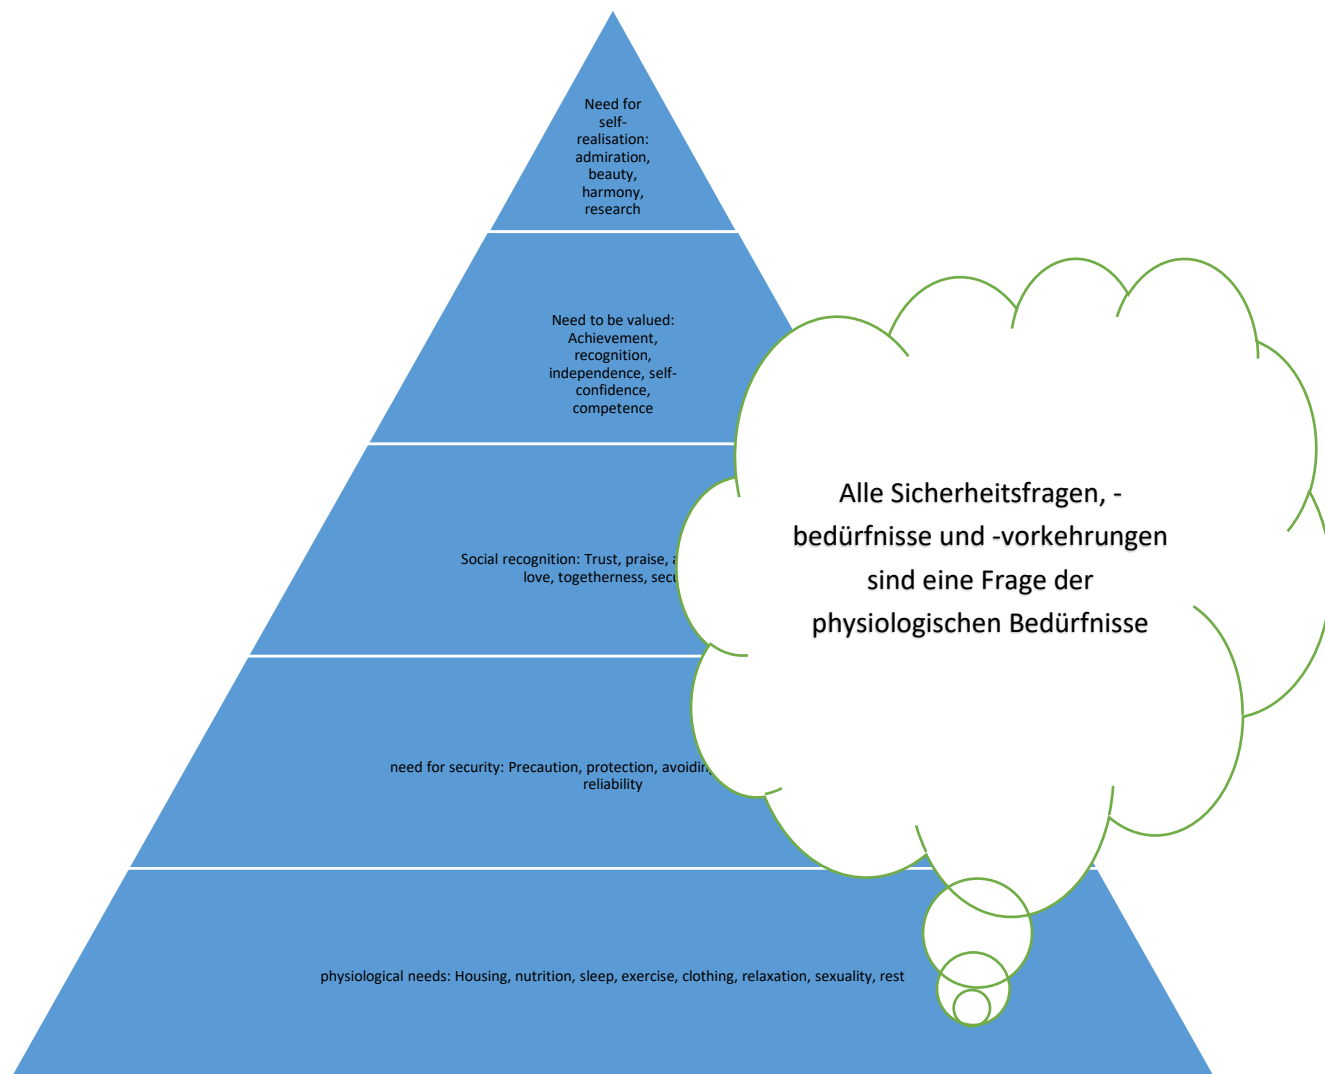 Need for
self-
realisation:
admiration,
beauty,
harmony,
research
Need to be valued:
Achievement,
recognition,
independence, self-
confidence,
competence
Social recognition: Trust, praise,
love, togetherness,
need for security: Precaution, protection,
reliability
physiological needs: Housing, nutrition, sleep, exercise, clothing, relaxation, sexuality, rest
Alle Sicherheitsfragen, -
bedürfnisse und -vorkehrungen
sind eine Frage der
physiologischen Bedürfnisse